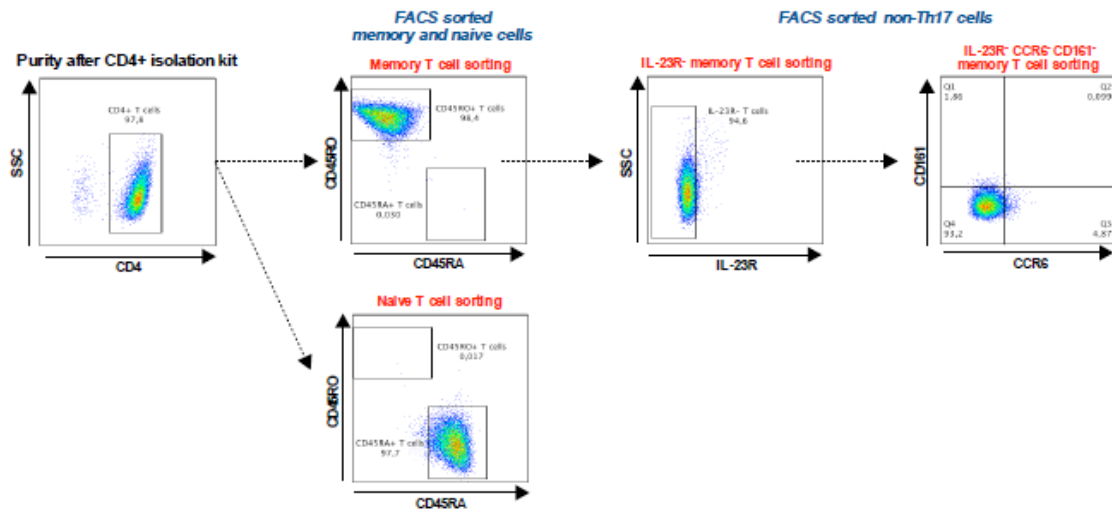 FACS sorted
memory and naive cells
FACS sorted non-Th17 cells
Purity after CD4+ isolation kit
Memory T cell sorting
IL-23R- memory T cell sorting
IL-23R- CCR6- CD161-
memory T cell sorting
CD4+ T cells
97,8
SSC
CD4
CD45RO+ T cells
96,4
CD45RA+ T cells
0,030
CD45RO
CD45RA
IL-23R- T cells
94,6
SSC
IL-23R
Q1
1,86
Q2
0,099
Q4
93,2
Q3
4,87
CD161
CCR6
Naive T cell sorting
CD45RO+ T cells
0,017
CD45RA+ T cells
97,7
CD45RO
CD45RA